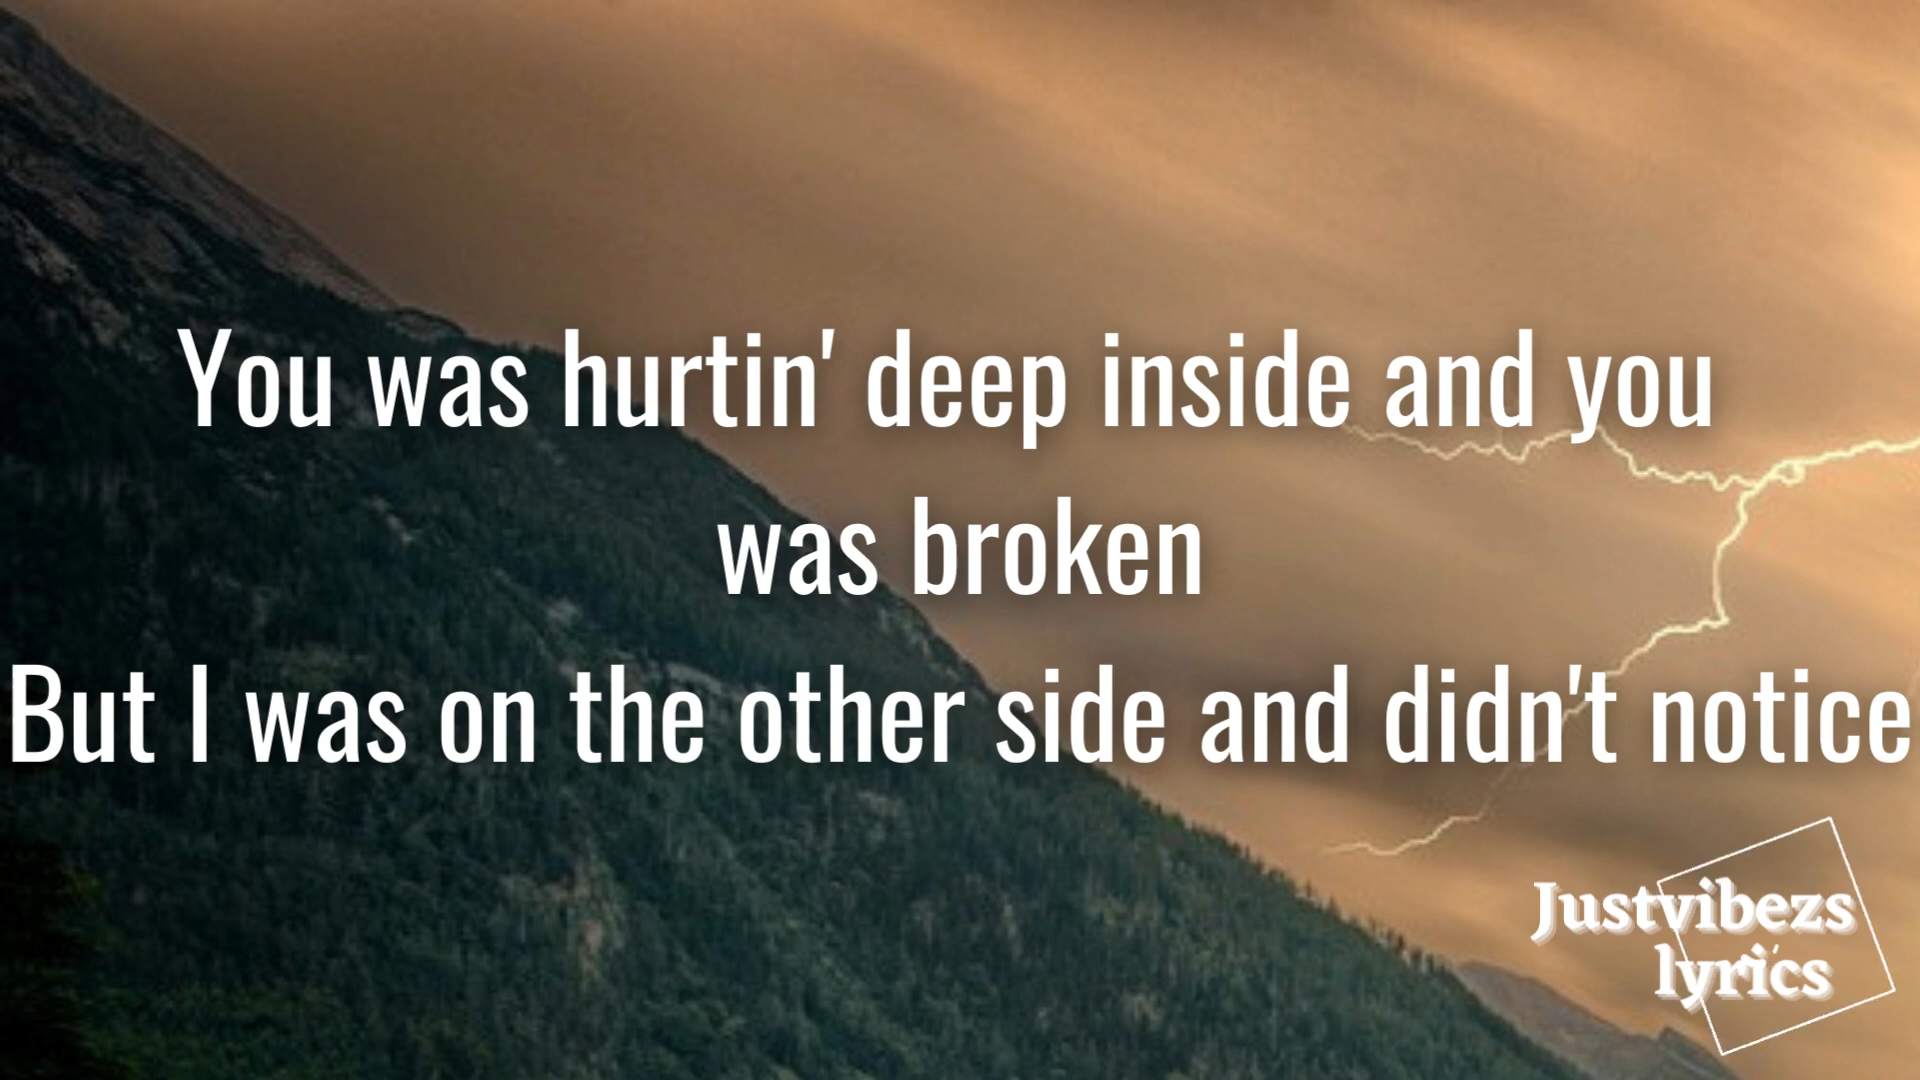 You was hurtin' deep inside and you
was broken
But I was on the other side and didn't notice
Justvibezs
lyrics